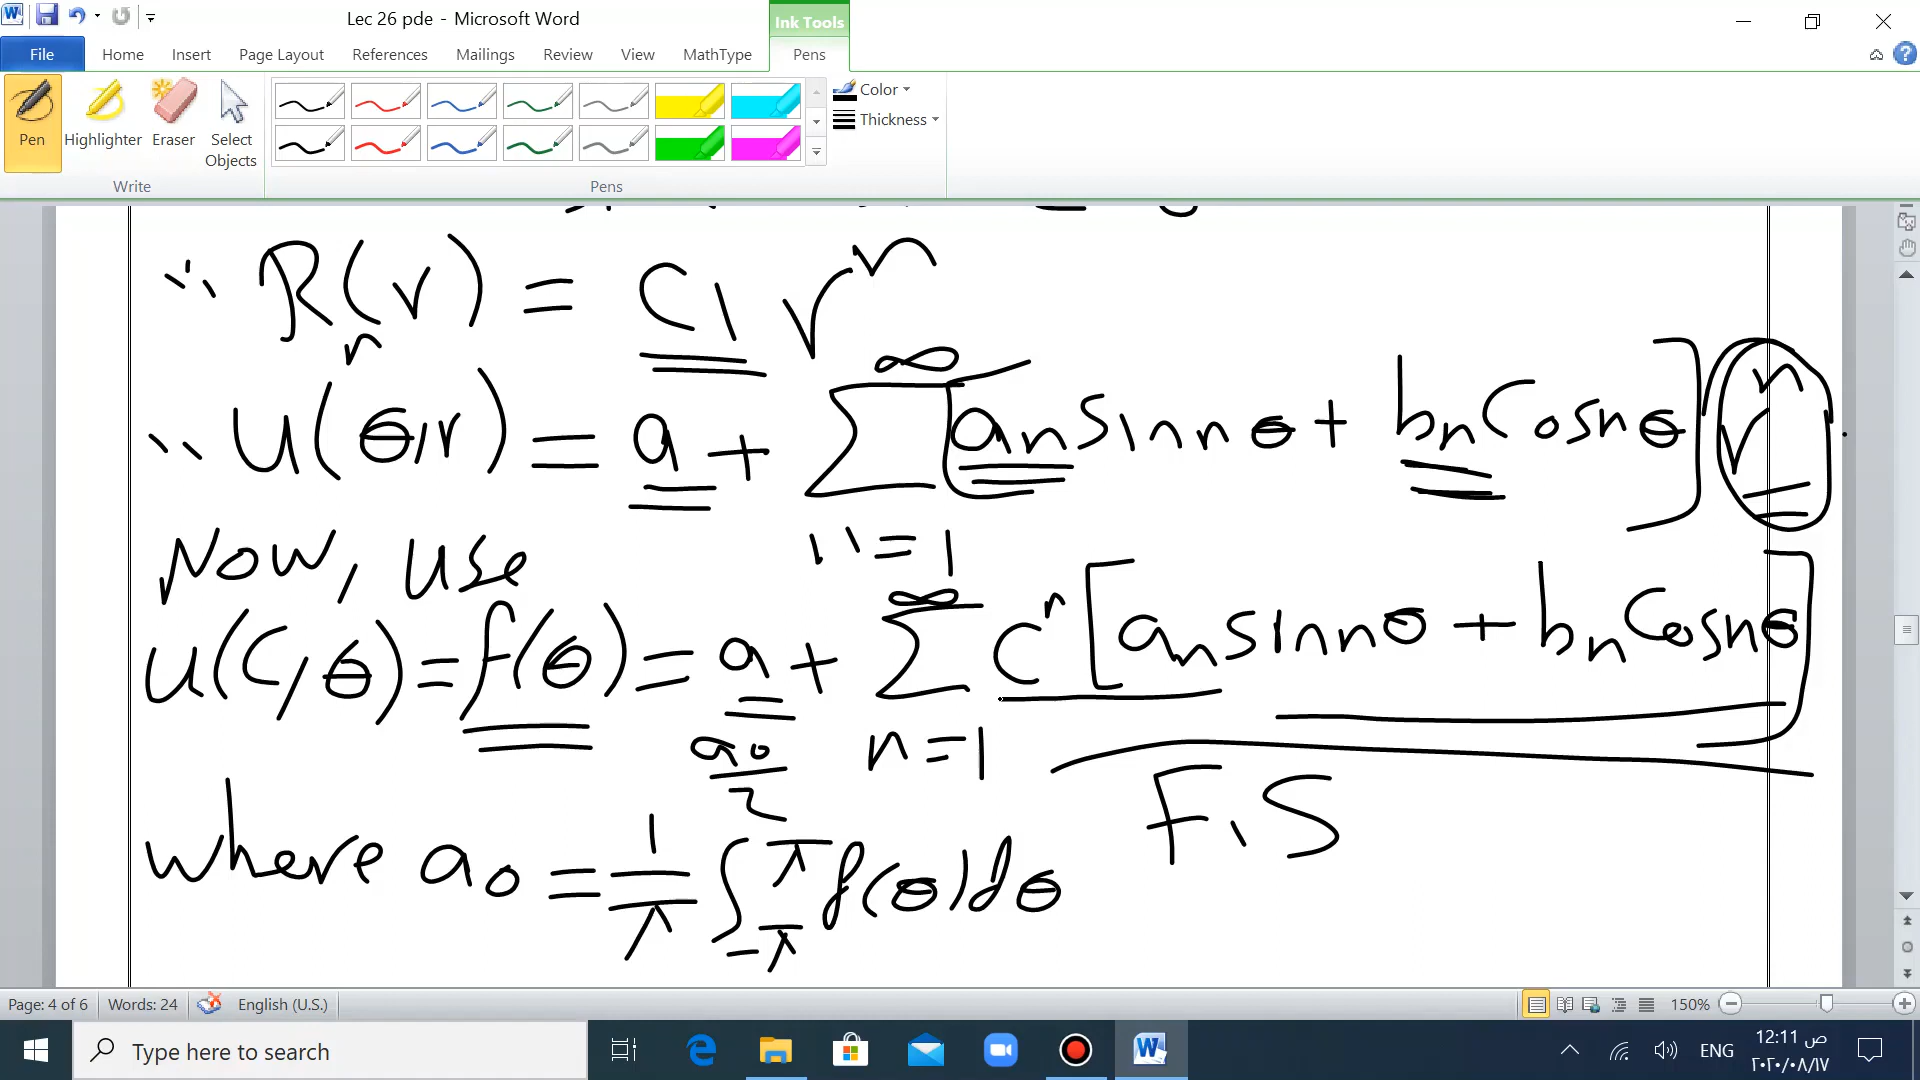 Lec 26 pde - Microsoft Word
Ink Tools
File Home Insert Page Layout References Mailings Review View MathType Pens
Pen Highlighter Eraser Select Objects
Color
Thickness
Write Pens
∴ R(r) = c1 r^n
n
∴ u(θ,r) = a + ∑_{n=1}^{∞} [an sin nθ + bn cos nθ] r^n
Now, use
u(c,θ) = f(θ) = a + ∑_{n=1}^{∞} c^n [an sin nθ + bn cos nθ]
a0/2
F.S
where a0 = 1/π ∫_{-π}^{π} f(θ)dθ
Page: 4 of 6 Words: 24 English (U.S.) 150%
Type here to search
ENG
12:11 ص
٢٠٢٠/٠٨/١٧